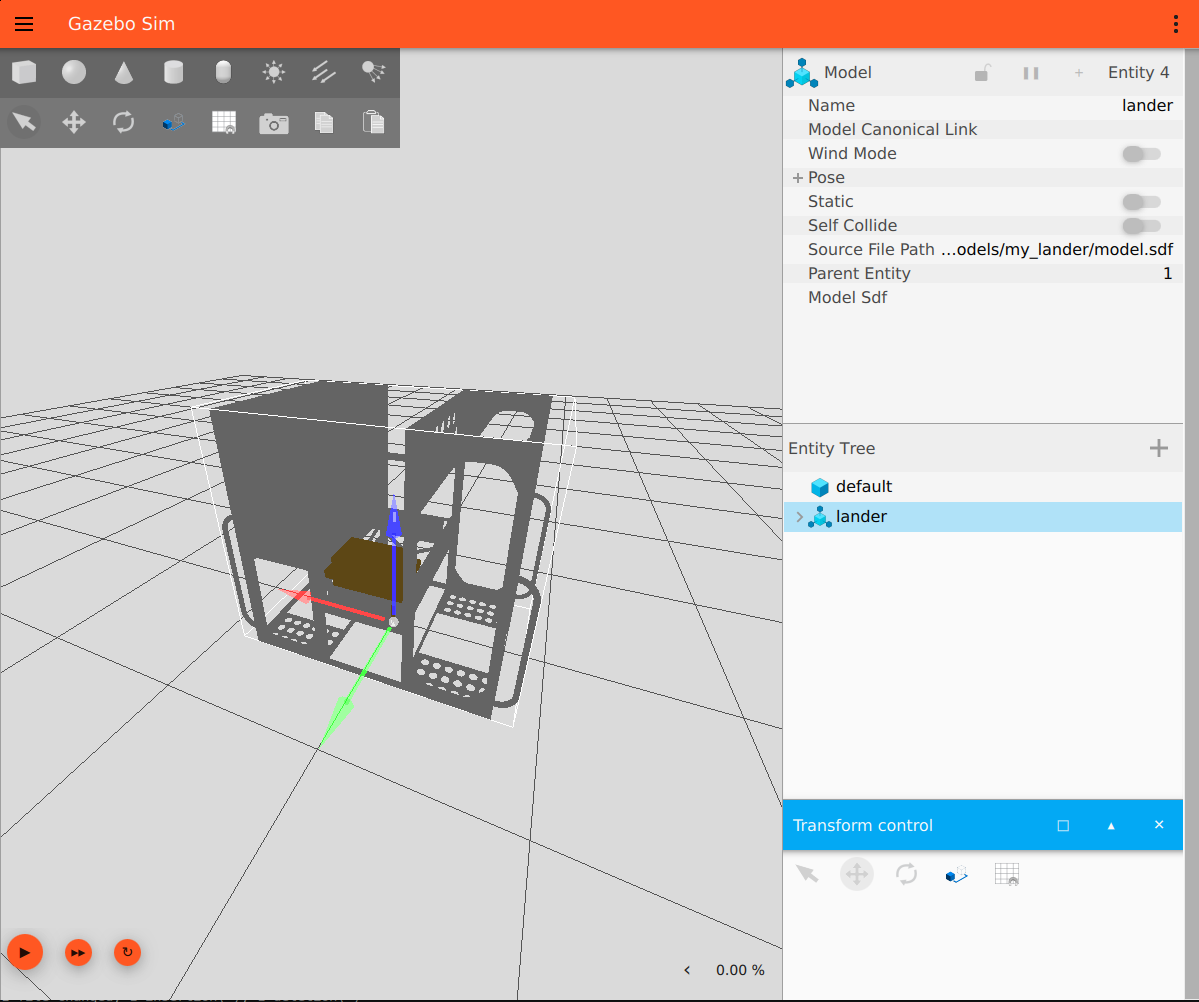 Gazebo Sim
Model
Entity 4
Name lander
Model Canonical Link
Wind Mode
Pose
Static
Self Collide
Source File Path ...odels/my_lander/model.sdf
Parent Entity 1
Model Sdf
Entity Tree
default
lander
Transform control
0.00 %